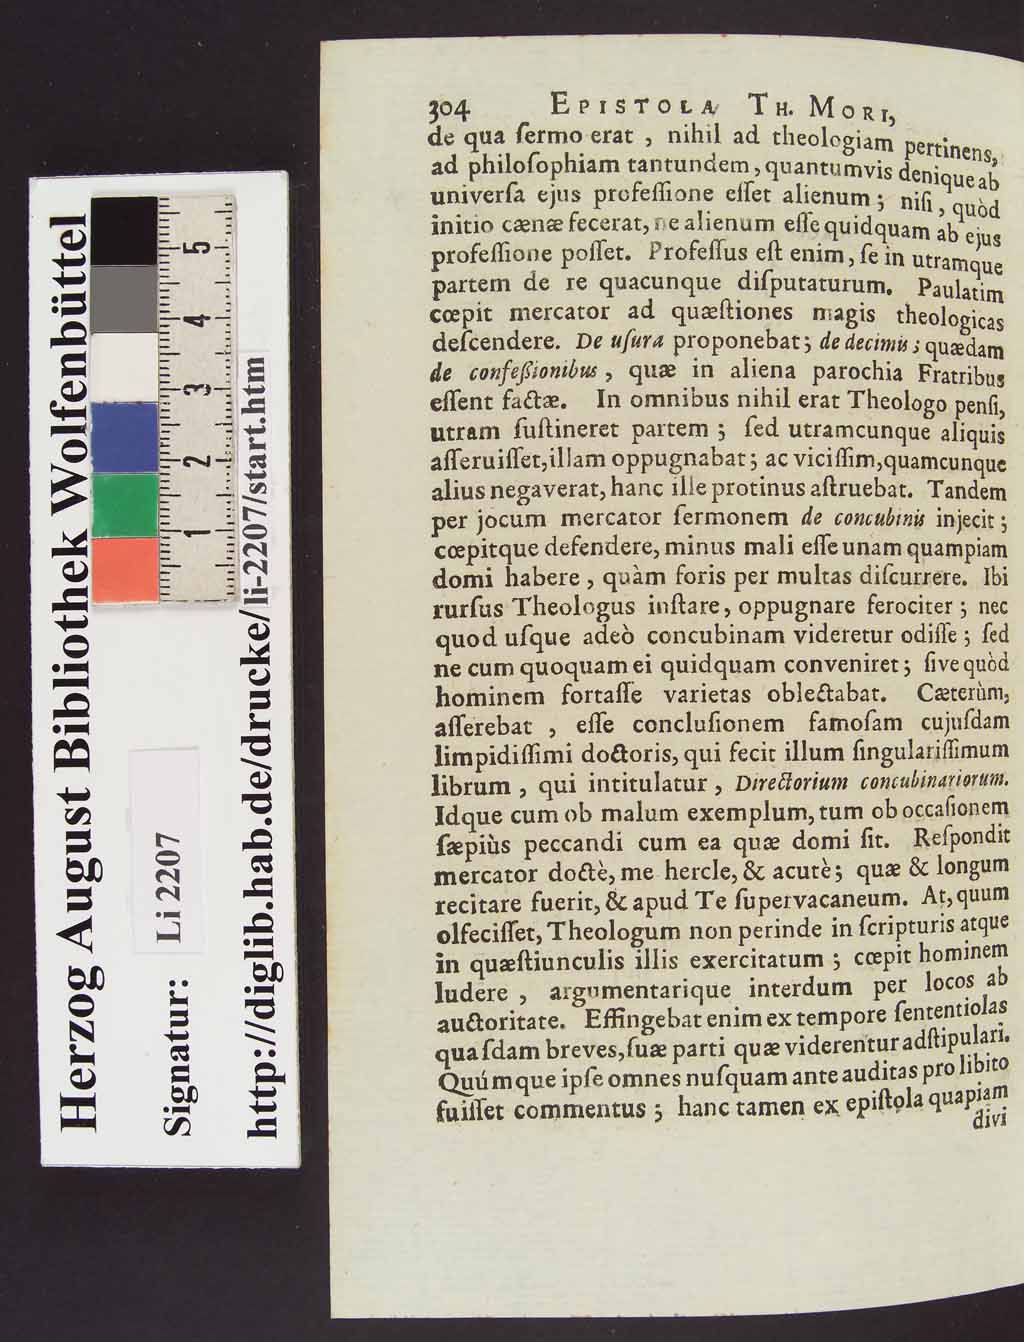 304 EPISTOLA TH. MORI,
de qua ſermo erat , nihil ad theologiam pertinens,
ad philoſophiam tantundem, quantumvis denique ab
univerſa ejus profeſſione eſſet alienum ; niſi , quòd
initio cænæ fecerat, ne alienum eſſe quidquam ab ejus
profeſſione poſſet. Profeſſus eſt enim, ſe in utramque
partem de re quacunque diſputaturum. Paulatim
cœpit mercator ad quæſtiones magis theologicas
deſcendere. De uſura proponebat ; de decimis ; quædam
de confeßionibus , quæ in aliena parochia Fratribus
eſſent factæ. In omnibus nihil erat Theologo penſi,
utram ſuſtineret partem ; ſed utramcunque aliquis
aſſeruiſſet, illam oppugnabat ; ac viciſſim, quamcunque
alius negaverat, hanc ille protinus aſtruebat. Tandem
per jocum mercator ſermonem de concubinis injecit ;
cœpitque defendere, minus mali eſſe unam quampiam
domi habere , quàm foris per multas diſcurrere. Ibi
rurſus Theologus inſtare, oppugnare ferociter ; nec
quod uſque adeò concubinam videretur odiſſe ; ſed
ne cum quoquam ei quidquam conveniret ; ſive quòd
hominem fortaſſe varietas oblectabat. Cæterùm,
aſſerebat , eſſe concluſionem famoſam cujuſdam
limpidiſſimi doctoris, qui fecit illum ſingulariſſimum
librum , qui intitulatur , Directorium concubinariorum.
Idque cum ob malum exemplum, tum ob occaſionem
ſæpiùs peccandi cum ea quæ domi ſit. Reſpondit
mercator doctè, me hercle, & acutè ; quæ & longum
recitare fuerit, & apud Te ſupervacaneum. At, quum
olfeciſſet, Theologum non perinde in ſcripturis atque
in quæſtiunculis illis exercitatum ; cœpit hominem
ludere , argumentarique interdum per locos ab
auctoritate. Effingebat enim ex tempore ſententiolas
quaſdam breves, ſuæ parti quæ viderentur adſtipulari.
Quúmque ipſe omnes nuſquam ante auditas pro libito
fuiſſet commentus ; hanc tamen ex epiſtola quapiam
divi
Herzog August Bibliothek Wolfenbüttel
Signatur: Li 2207
http://diglib.hab.de/drucke/li-2207/start.htm
5
4
3
2
1